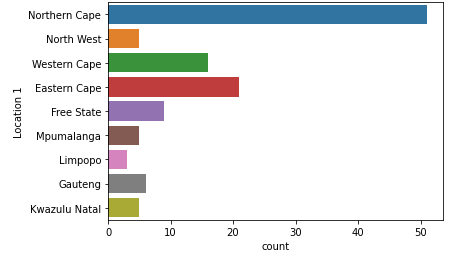 Northern Cape
North West
Western Cape
Eastern Cape
Free State
Mpumalanga
Limpopo
Gauteng
Kwazulu Natal
Location 1
0 10 20 30 40 50
count